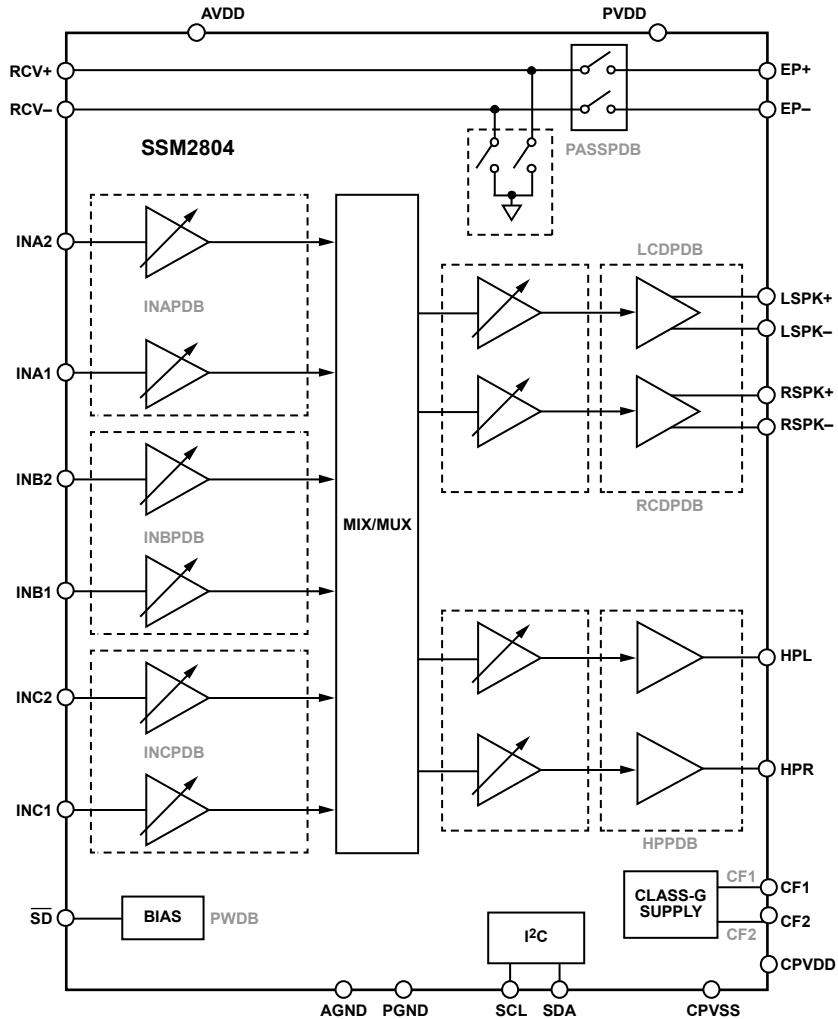 AVDD
PVDD
RCV+
EP+
RCV–
EP–
PASSPDB
SSM2804
INA2
INAPDB
INA1
INB2
INBPDB
INB1
INC2
INCPDB
INC1
MIX/MUX
LCDPDB
LSPK+
LSPK–
RSPK+
RSPK–
RCDPDB
HPL
HPR
HPPDB
SD
BIAS
PWDB
I²C
CLASS-G
SUPPLY
CF1
CF1
CF2
CF2
CPVDD
AGND
PGND
SCL
SDA
CPVSS